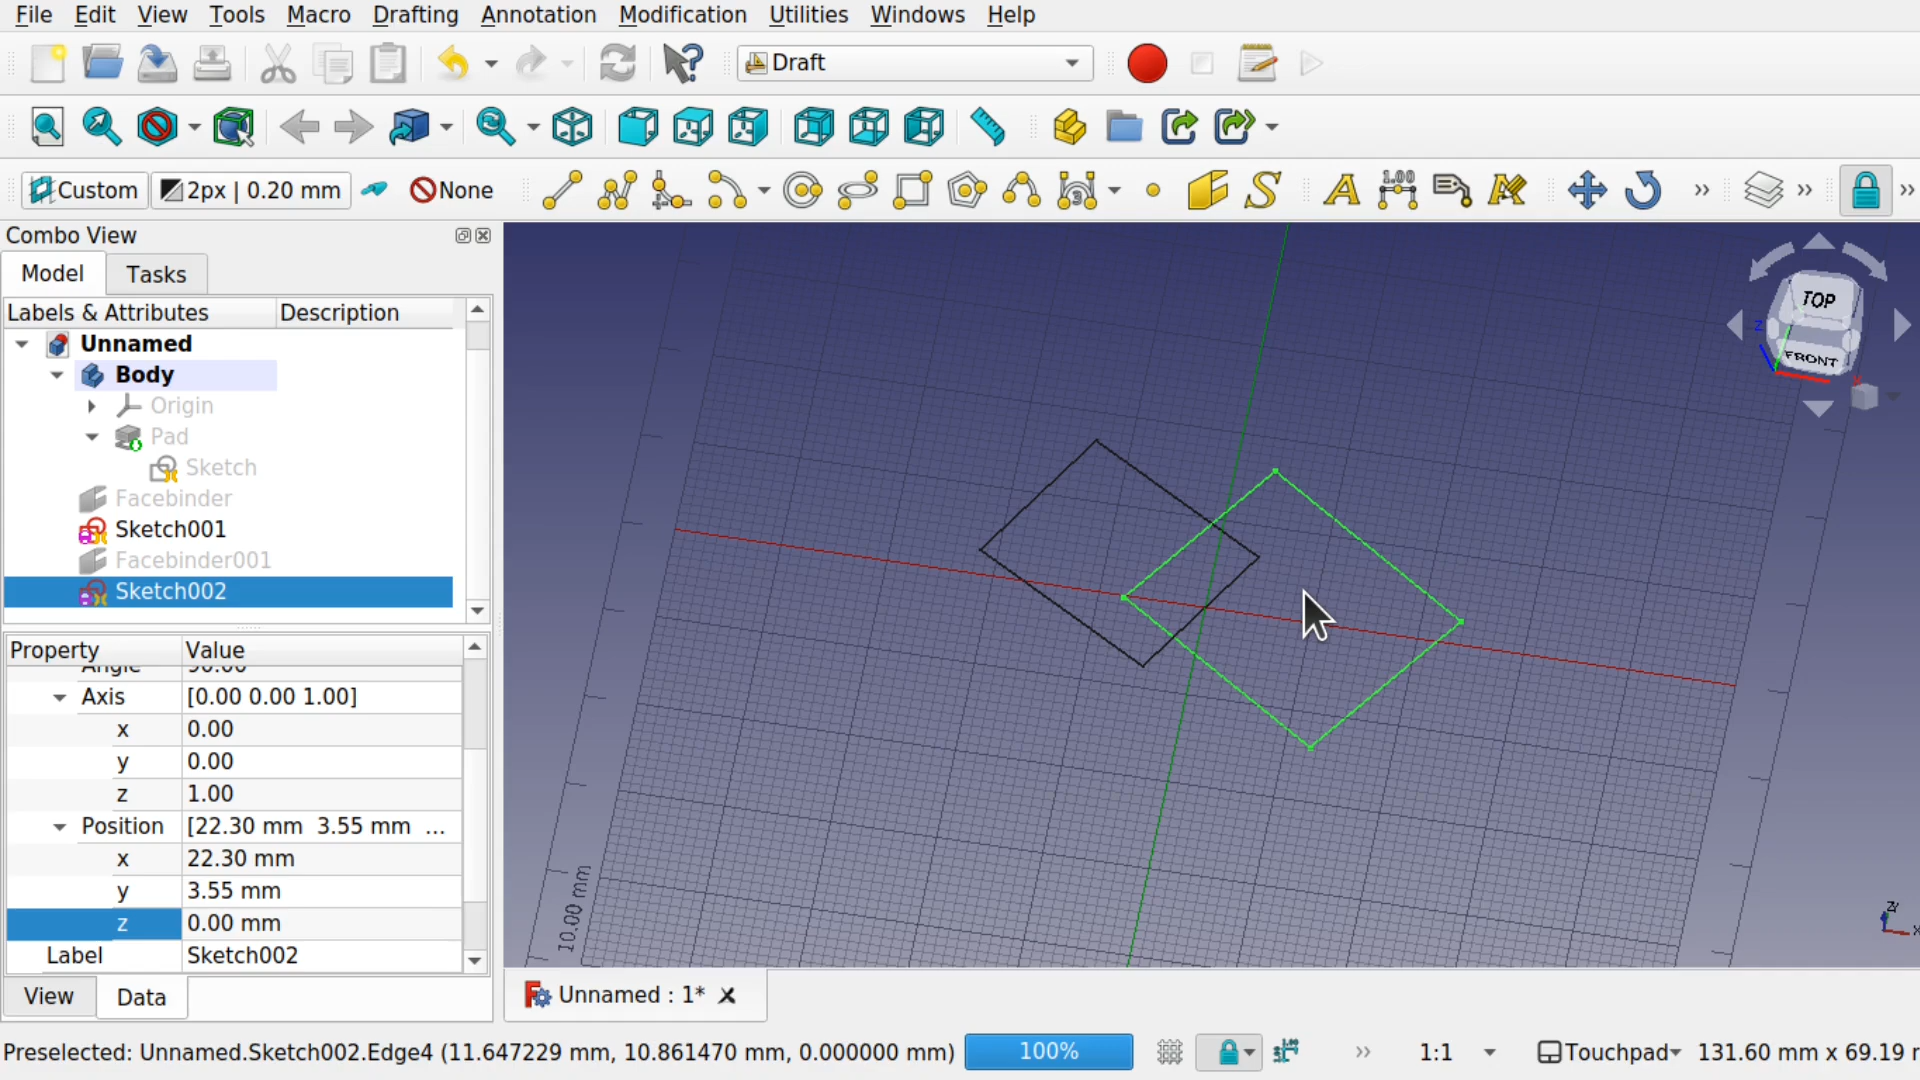 File Edit View Tools Macro Drafting Annotation Modification Utilities Windows Help
Draft
Custom 2px | 0.20 mm None
1.00
Combo View
Model Tasks
Labels & Attributes Description
Unnamed
Body
Origin
Pad
Sketch
Facebinder
Sketch001
Facebinder001
Sketch002
Property Value
Angle 90.00
Axis [0.00 0.00 1.00]
x 0.00
y 0.00
z 1.00
Position [22.30 mm 3.55 mm ...
x 22.30 mm
y 3.55 mm
z 0.00 mm
Label Sketch002
View Data
TOP
FRONT
Z
X
10.00 mm
Unnamed : 1*
Preselected: Unnamed.Sketch002.Edge4 (11.647229 mm, 10.861470 mm, 0.000000 mm) 100% 1:1 Touchpad 131.60 mm x 69.19